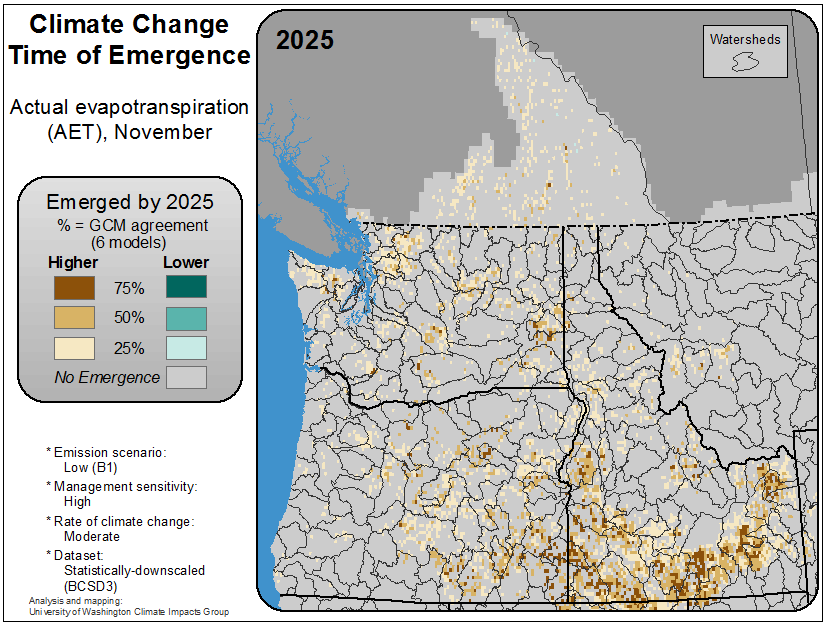 Climate Change
Time of Emergence
Actual evapotranspiration
(AET), November
Emerged by 2025
% = GCM agreement
(6 models)
Higher Lower
75%
50%
25%
No Emergence
* Emission scenario:
Low (B1)
* Management sensitivity:
High
* Rate of climate change:
Moderate
* Dataset:
Statistically-downscaled
(BCSD3)
Analysis and mapping:
University of Washington Climate Impacts Group
2025
Watersheds